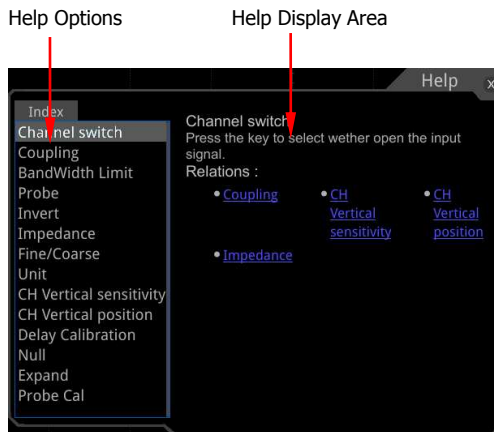 Help Options
Help Display Area
Help x
Index
Channel switch
Coupling
BandWidth Limit
Probe
Invert
Impedance
Fine/Coarse
Unit
CH Vertical sensitivity
CH Vertical position
Delay Calibration
Null
Expand
Probe Cal
Channel switch
Press the key to select wether open the input
signal.
Relations :
Coupling
CH
Vertical
sensitivity
CH
Vertical
position
Impedance